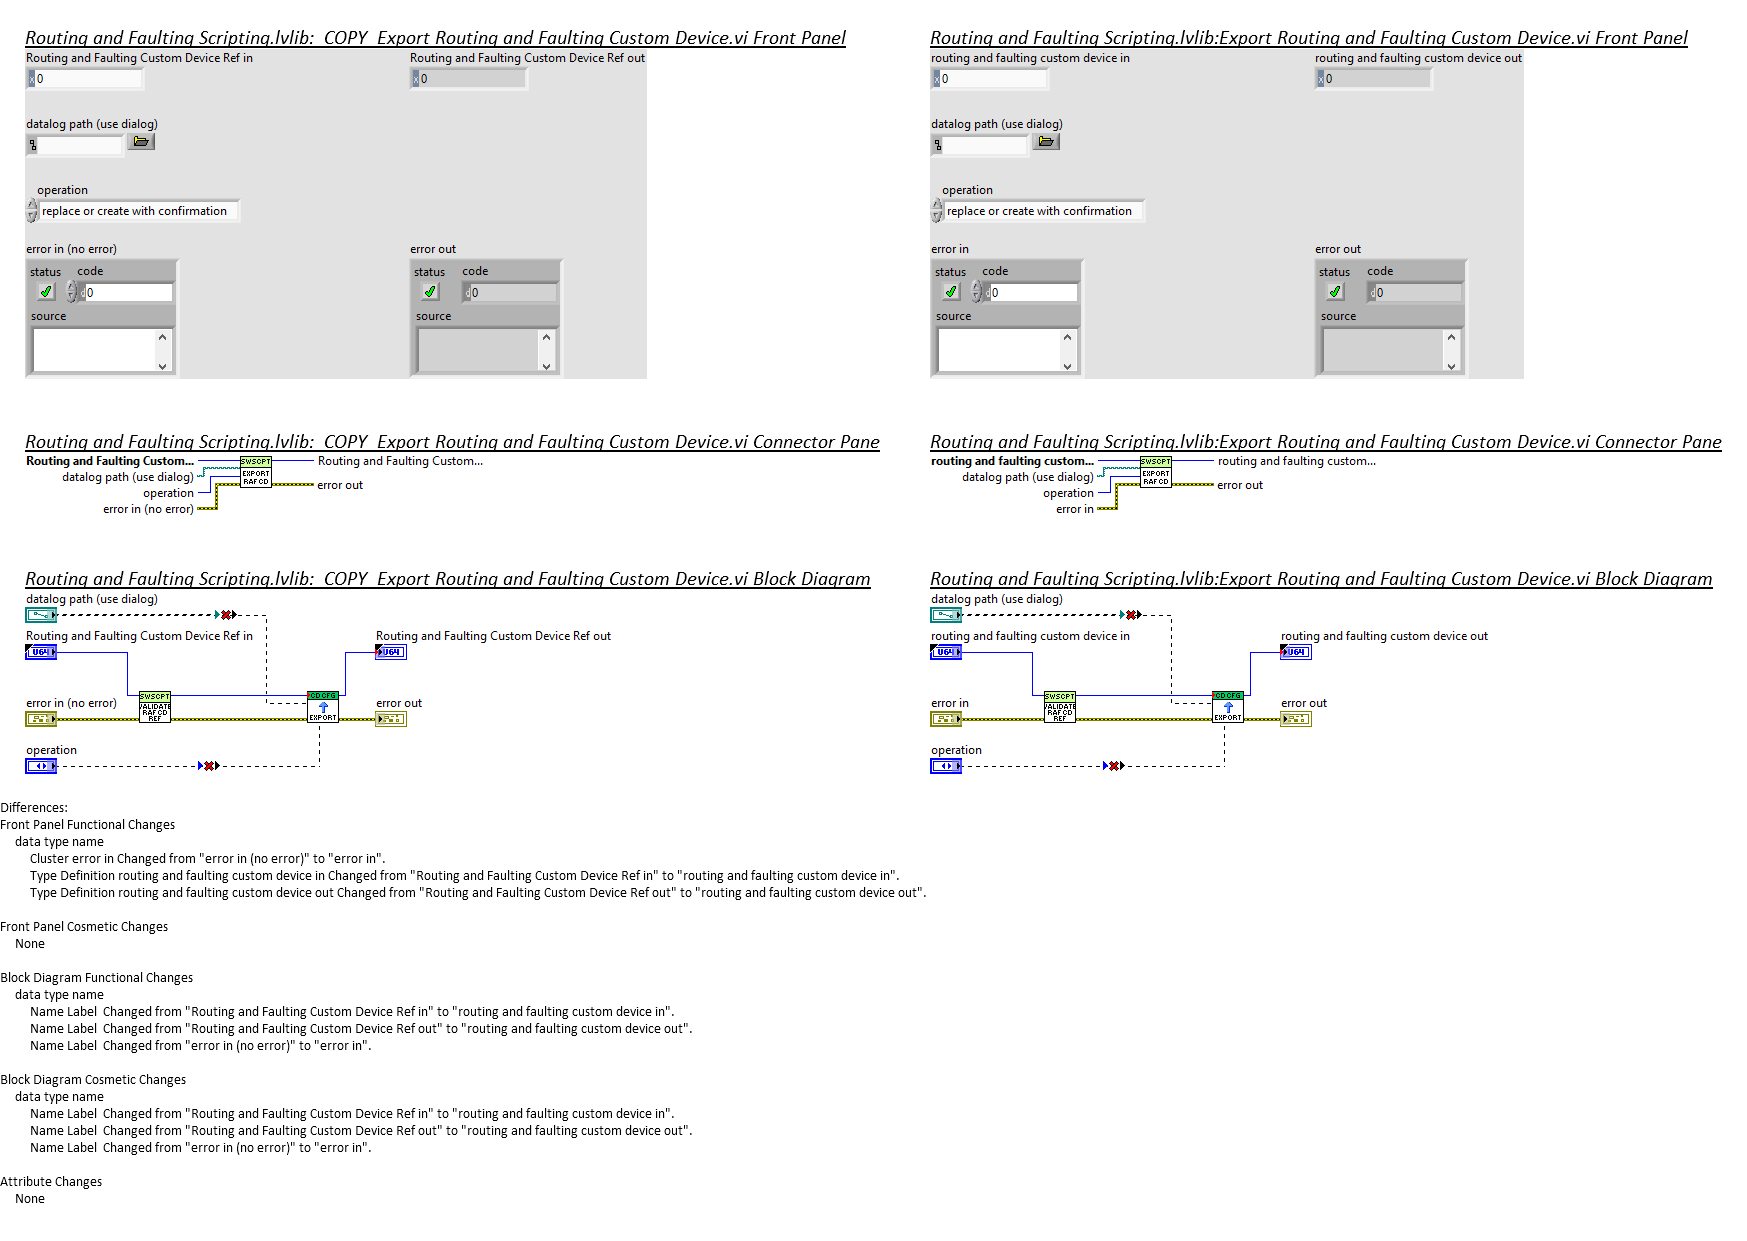 Routing and Faulting Scripting.lvlib:  COPY  Export Routing and Faulting Custom Device.vi Front Panel
Routing and Faulting Custom Device Ref in
Routing and Faulting Custom Device Ref out
x 0
x 0
datalog path (use dialog)
operation
replace or create with confirmation
error in (no error)
error out
status code
status code
d 0
d 0
source
source
Routing and Faulting Scripting.lvlib:Export Routing and Faulting Custom Device.vi Front Panel
routing and faulting custom device in
routing and faulting custom device out
x 0
x 0
datalog path (use dialog)
operation
replace or create with confirmation
error in
error out
status code
status code
d 0
d 0
source
source
Routing and Faulting Scripting.lvlib:  COPY  Export Routing and Faulting Custom Device.vi Connector Pane
Routing and Faulting Custom...
datalog path (use dialog)
operation
error in (no error)
SWSCPT
EXPORT
RAF CD
Routing and Faulting Custom...
error out
Routing and Faulting Scripting.lvlib:Export Routing and Faulting Custom Device.vi Connector Pane
routing and faulting custom...
datalog path (use dialog)
operation
error in
SWSCPT
EXPORT
RAF CD
routing and faulting custom...
error out
Routing and Faulting Scripting.lvlib:  COPY  Export Routing and Faulting Custom Device.vi Block Diagram
datalog path (use dialog)
Routing and Faulting Custom Device Ref in
U64
Routing and Faulting Custom Device Ref out
U64
error in (no error)
SWSCPT
VALIDATE
RAF CD
REF
CD CFG
EXPORT
error out
operation
Routing and Faulting Scripting.lvlib:Export Routing and Faulting Custom Device.vi Block Diagram
datalog path (use dialog)
routing and faulting custom device in
U64
routing and faulting custom device out
U64
error in
SWSCPT
VALIDATE
RAF CD
REF
CD CFG
EXPORT
error out
operation
Differences:
Front Panel Functional Changes
data type name
Cluster error in Changed from "error in (no error)" to "error in".
Type Definition routing and faulting custom device in Changed from "Routing and Faulting Custom Device Ref in" to "routing and faulting custom device in".
Type Definition routing and faulting custom device out Changed from "Routing and Faulting Custom Device Ref out" to "routing and faulting custom device out".
Front Panel Cosmetic Changes
None
Block Diagram Functional Changes
data type name
Name Label  Changed from "Routing and Faulting Custom Device Ref in" to "routing and faulting custom device in".
Name Label  Changed from "Routing and Faulting Custom Device Ref out" to "routing and faulting custom device out".
Name Label  Changed from "error in (no error)" to "error in".
Block Diagram Cosmetic Changes
data type name
Name Label  Changed from "Routing and Faulting Custom Device Ref in" to "routing and faulting custom device in".
Name Label  Changed from "Routing and Faulting Custom Device Ref out" to "routing and faulting custom device out".
Name Label  Changed from "error in (no error)" to "error in".
Attribute Changes
None